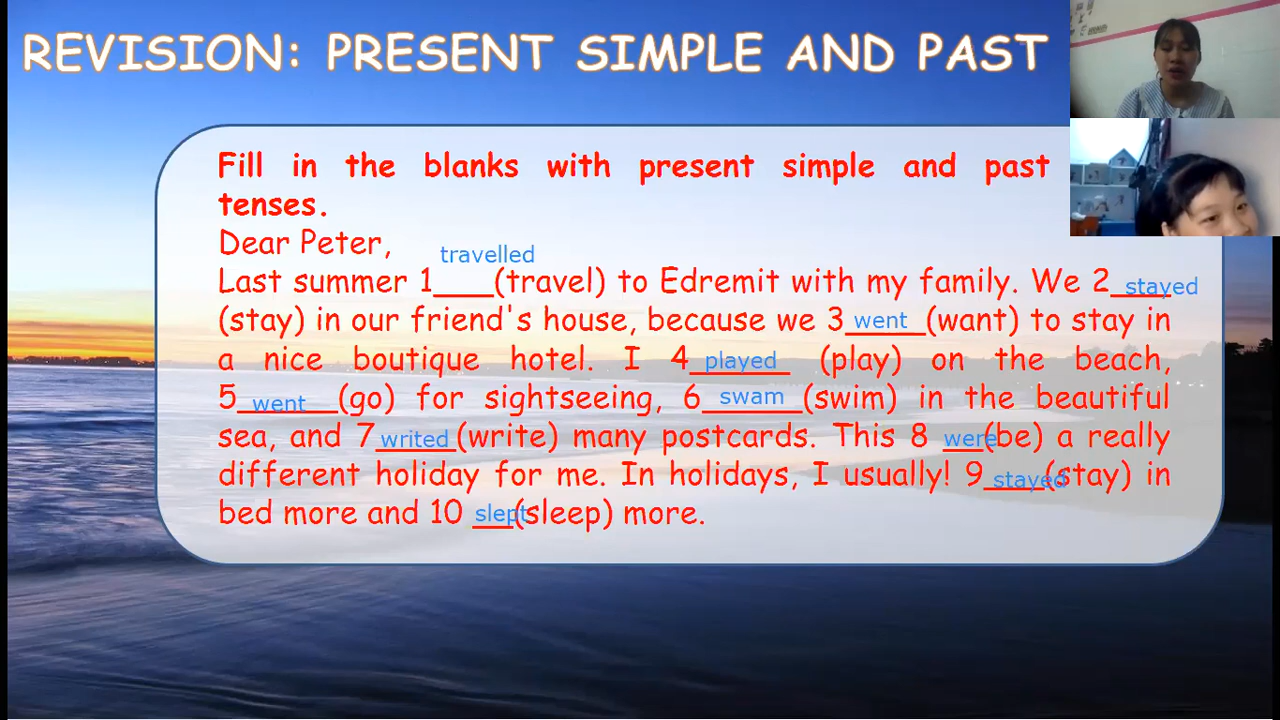 REVISION: PRESENT SIMPLE AND PAST
Fill in the blanks with present simple and past
tenses.
Dear Peter,
travelled
Last summer 1___(travel) to Edremit with my family. We 2 stayed
(stay) in our friend's house, because we 3 went (want) to stay in
a nice boutique hotel. I 4 played (play) on the beach,
5 went (go) for sightseeing, 6 swam (swim) in the beautiful
sea, and 7 writed (write) many postcards. This 8 were (be) a really
different holiday for me. In holidays, I usually! 9 stayed (stay) in
bed more and 10 slept (sleep) more.